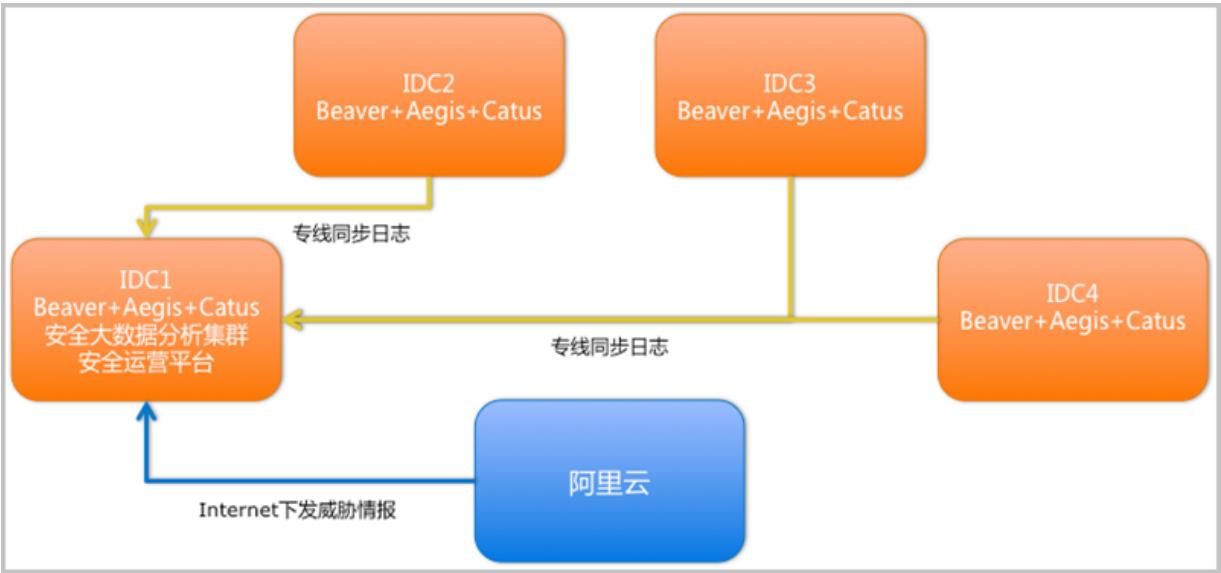 IDC2
Beaver+Aegis+Catus
IDC3
Beaver+Aegis+Catus
专线同步日志
IDC1
Beaver+Aegis+Catus
安全大数据分析集群
安全运营平台
IDC4
Beaver+Aegis+Catus
专线同步日志
阿里云
Internet下发威胁情报